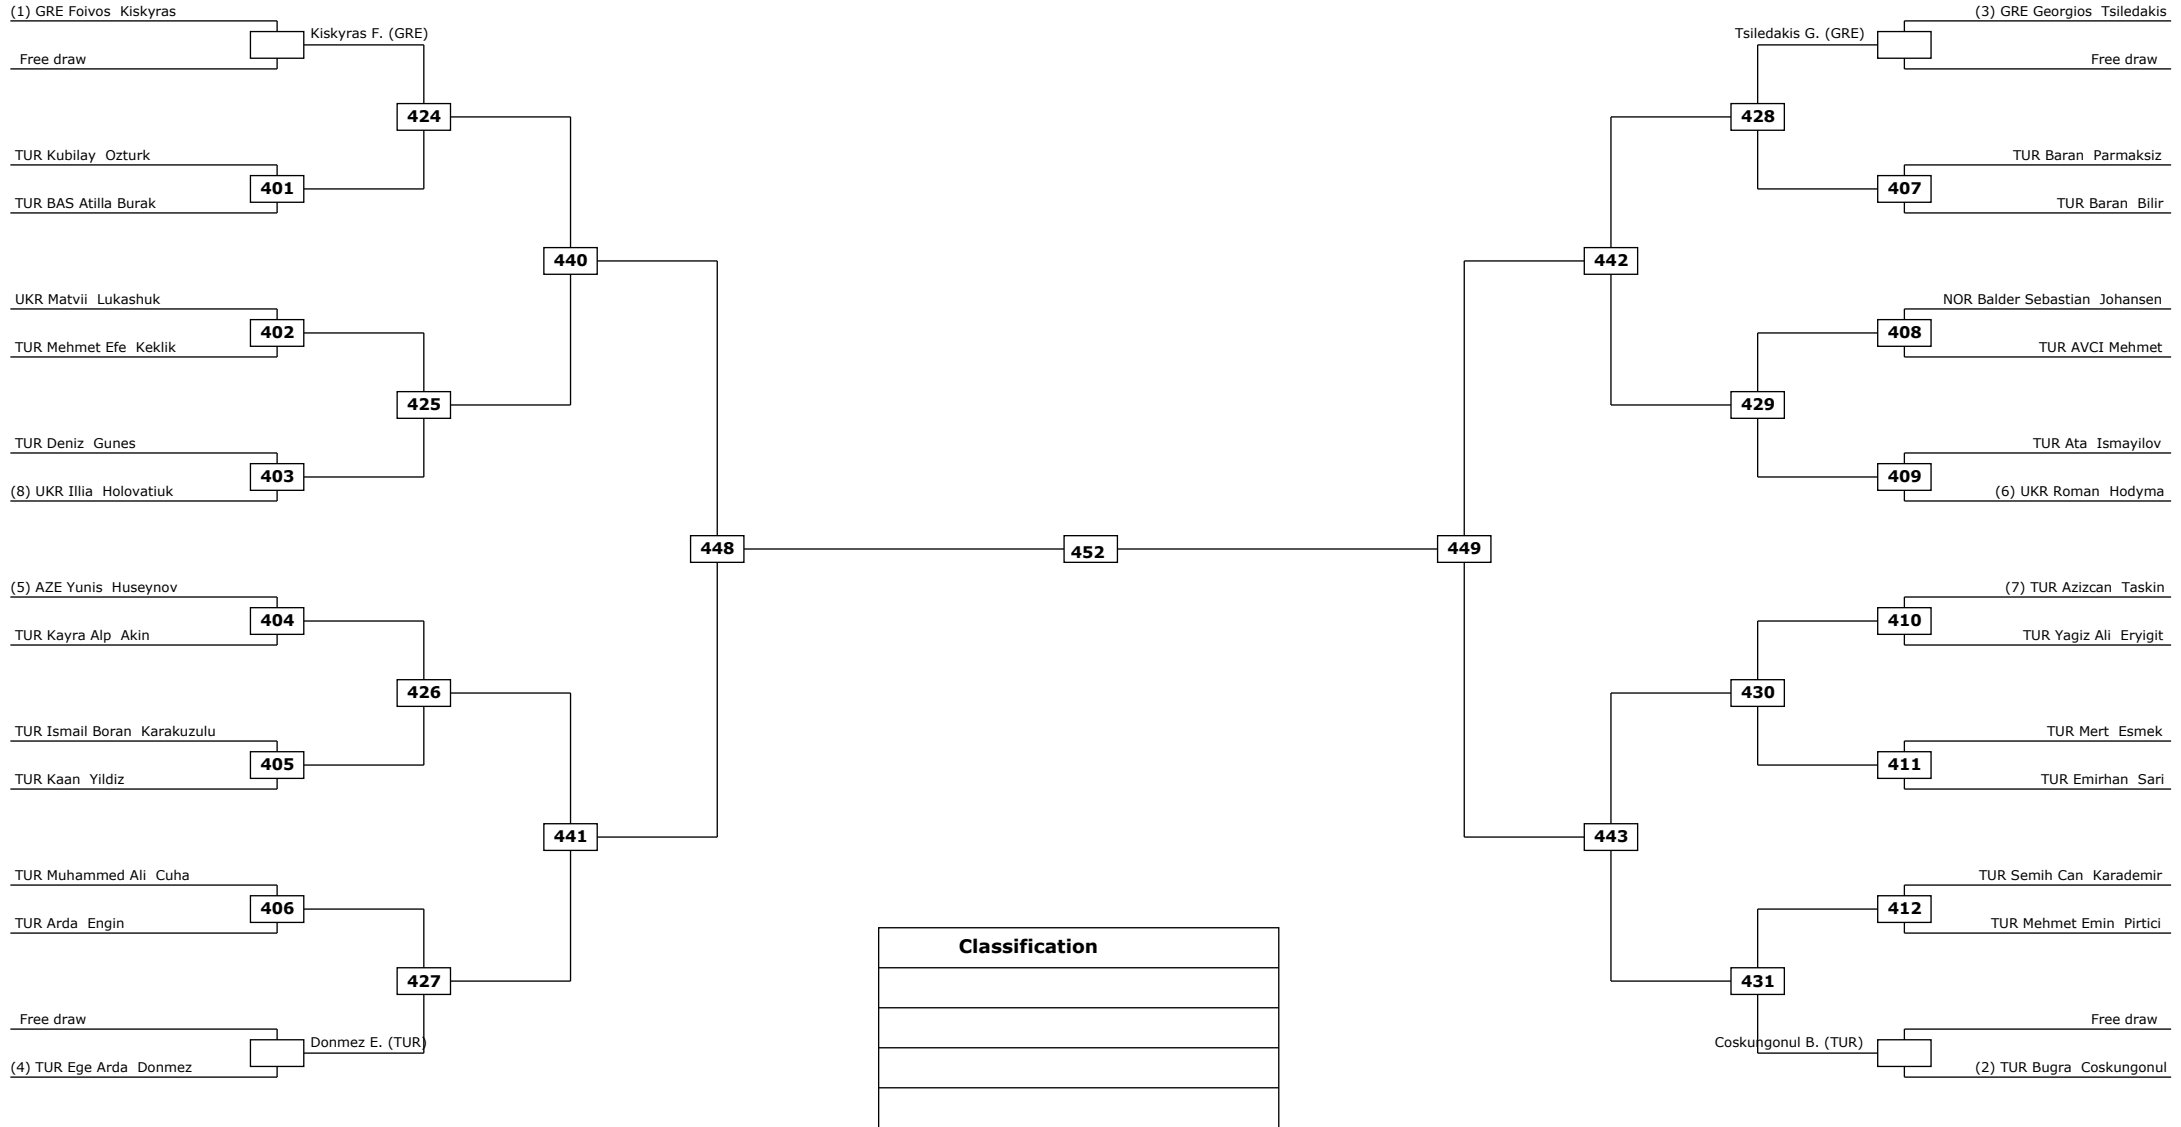 (1) GRE Foivos Kiskyras
Kiskyras F. (GRE)
Free draw
424
TUR Kubilay Ozturk
401
TUR BAS Atilla Burak
440
UKR Matvii Lukashuk
402
TUR Mehmet Efe Keklik
425
TUR Deniz Gunes
403
(8) UKR Illia Holovatiuk
448
(5) AZE Yunis Huseynov
404
TUR Kayra Alp Akin
426
TUR Ismail Boran Karakuzulu
405
TUR Kaan Yildiz
441
TUR Muhammed Ali Cuha
406
TUR Arda Engin
427
Free draw
Donmez E. (TUR)
(4) TUR Ege Arda Donmez
452
(3) GRE Georgios Tsiledakis
Tsiledakis G. (GRE)
Free draw
428
TUR Baran Parmaksiz
407
TUR Baran Bilir
442
NOR Balder Sebastian Johansen
408
TUR AVCI Mehmet
429
TUR Ata Ismayilov
409
(6) UKR Roman Hodyma
449
(7) TUR Azizcan Taskin
410
TUR Yagiz Ali Eryigit
430
TUR Mert Esmek
411
TUR Emirhan Sari
443
TUR Semih Can Karademir
412
TUR Mehmet Emin Pirtici
431
Free draw
Coskungonul B. (TUR)
(2) TUR Bugra Coskungonul
Classification